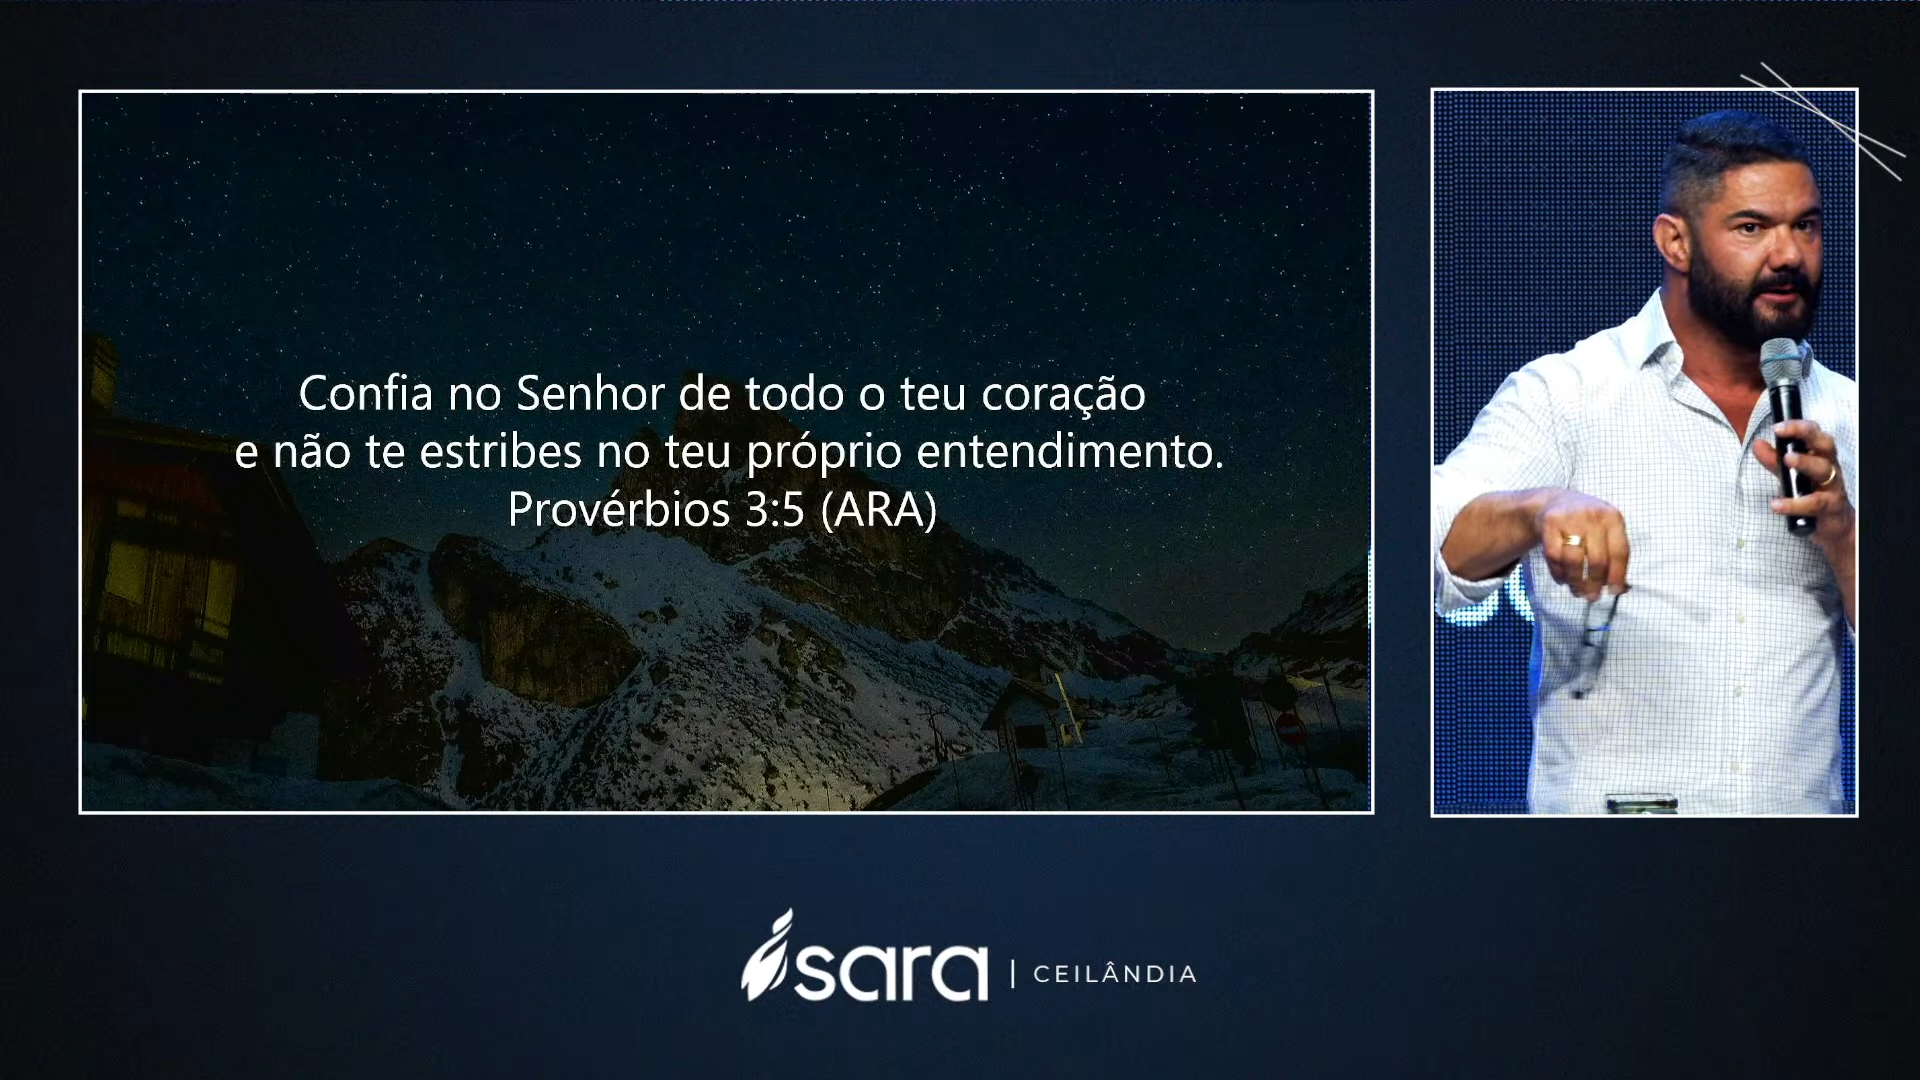 Confia no Senhor de todo o teu coração
e não te estribes no teu próprio entendimento.
Provérbios 3:5 (ARA)
sara | CEILÂNDIA